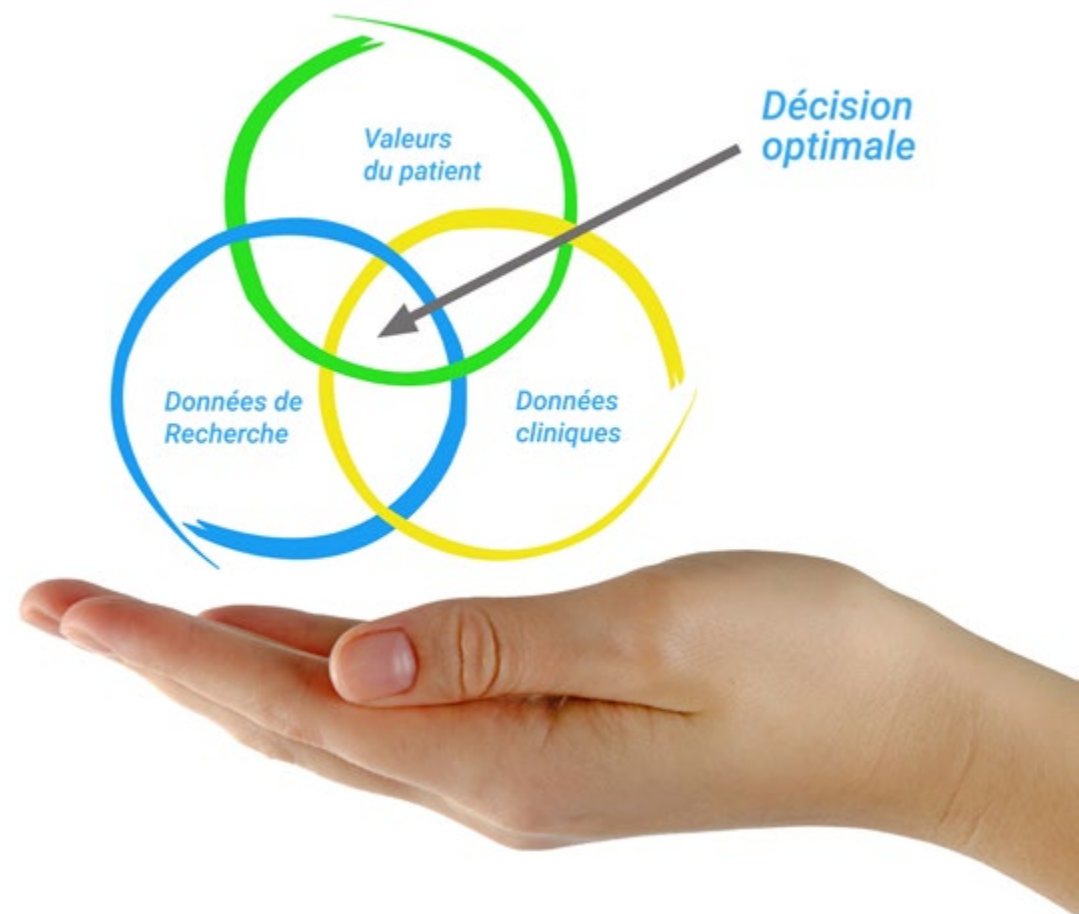 Décision
optimale
Valeurs
du patient
Données de
Recherche
Données
cliniques